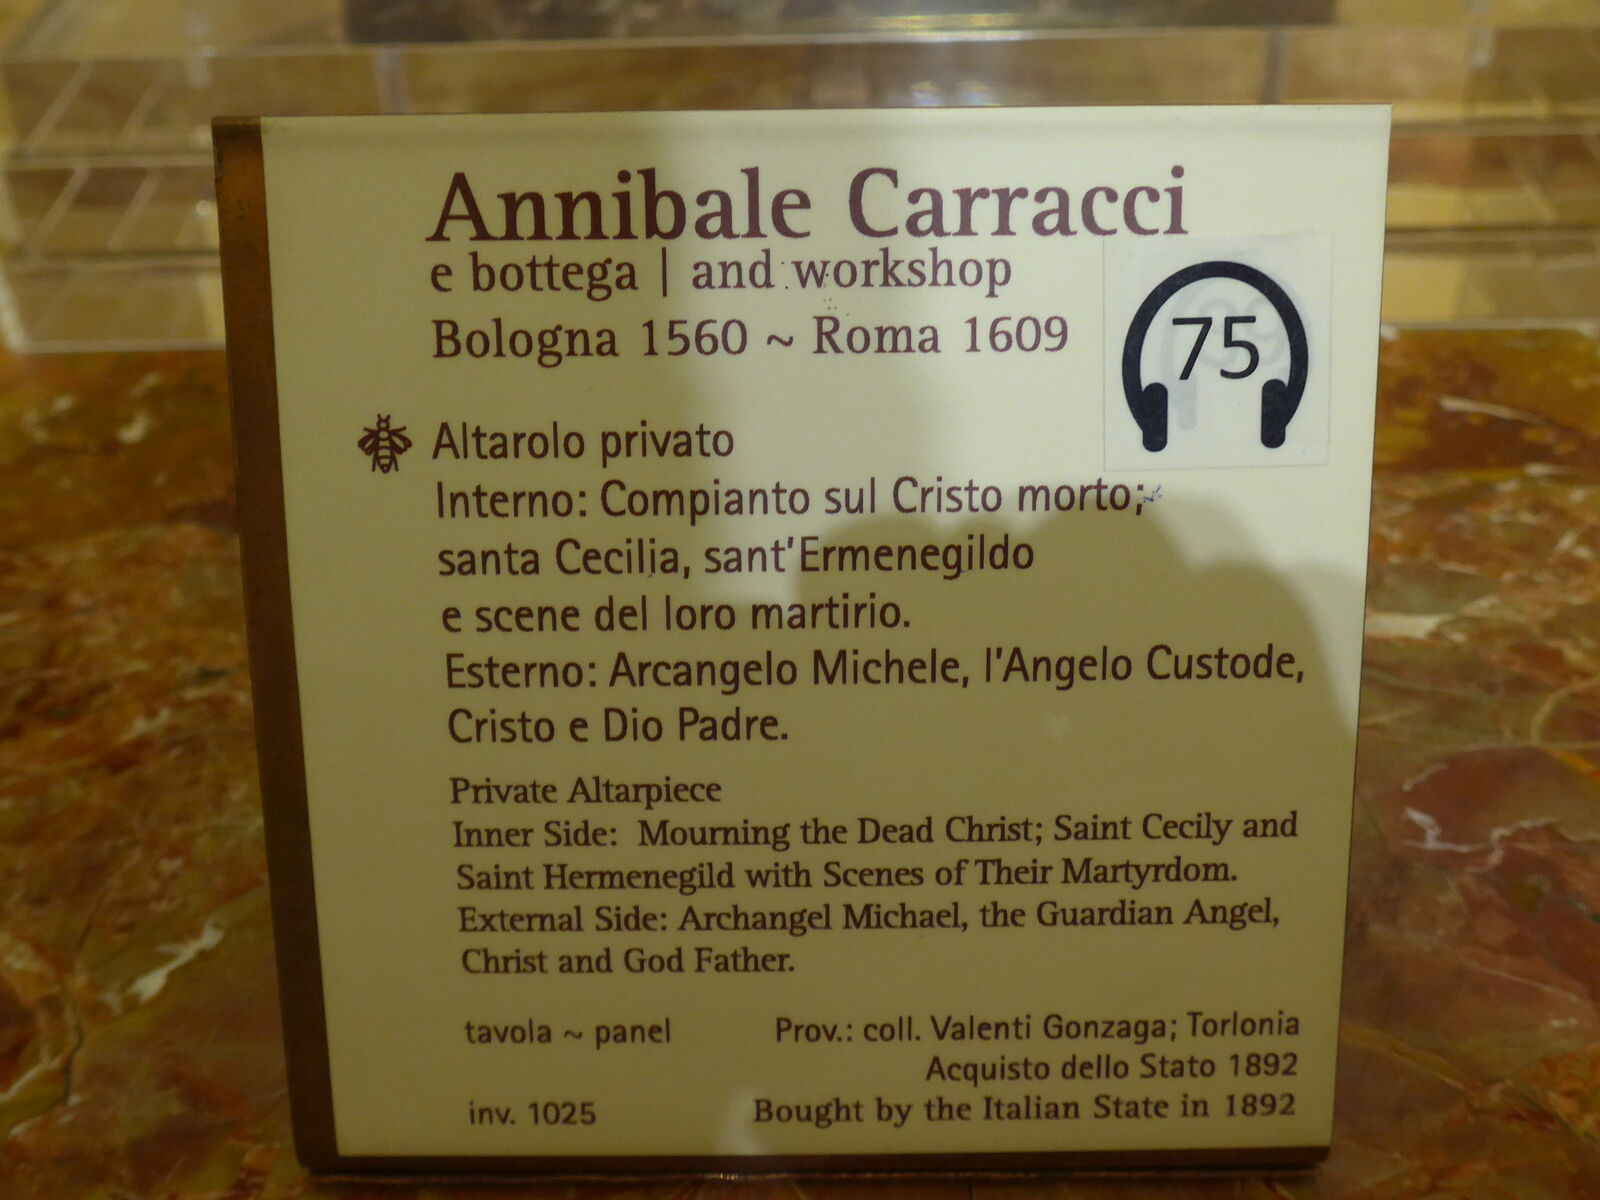 Annibale Carracci
e bottega | and workshop
Bologna 1560 ~ Roma 1609
75
Altarolo privato
Interno: Compianto sul Cristo morto;
santa Cecilia, sant'Ermenegildo
e scene del loro martirio.
Esterno: Arcangelo Michele, l'Angelo Custode,
Cristo e Dio Padre.
Private Altarpiece
Inner Side: Mourning the Dead Christ; Saint Cecily and
Saint Hermenegild with Scenes of Their Martyrdom.
External Side: Archangel Michael, the Guardian Angel,
Christ and God Father.
tavola ~ panel
Prov.: coll. Valenti Gonzaga; Torlonia
Acquisto dello Stato 1892
inv. 1025
Bought by the Italian State in 1892